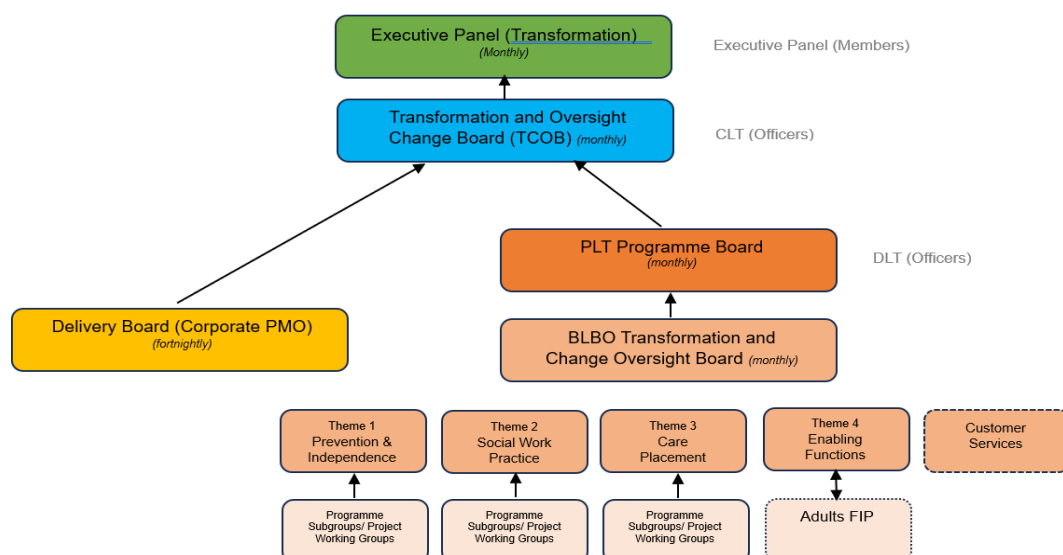 Executive Panel (Transformation)
(Monthly)
Executive Panel (Members)
Transformation and Oversight
Change Board (TCOB) (monthly)
CLT (Officers)
PLT Programme Board
(monthly)
DLT (Officers)
Delivery Board (Corporate PMO)
(fortnightly)
BLBO Transformation and
Change Oversight Board (monthly)
Theme 1
Prevention &
Independence
Theme 2
Social Work
Practice
Theme 3
Care
Placement
Theme 4
Enabling
Functions
Customer
Services
Programme
Subgroups/ Project
Working Groups
Programme
Subgroups/ Project
Working Groups
Programme
Subgroups/ Project
Working Groups
Adults FIP